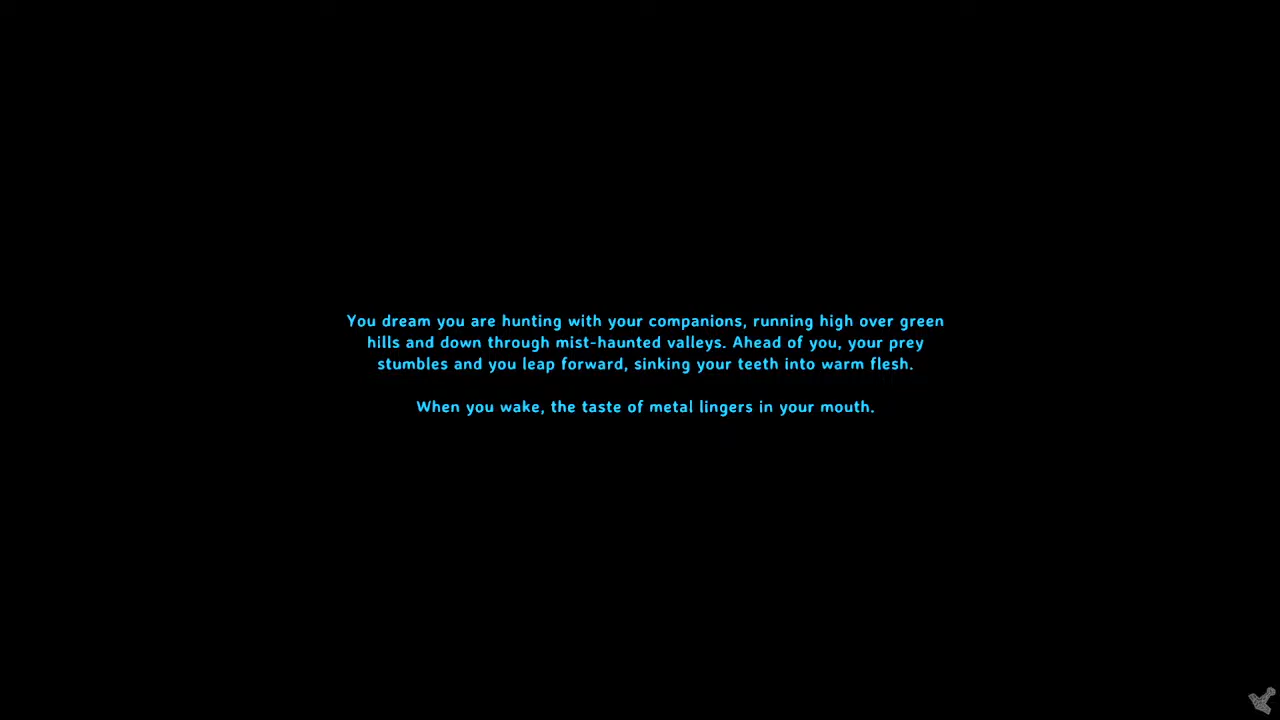 You dream you are hunting with your companions, running high over green
hills and down through mist-haunted valleys. Ahead of you, your prey
stumbles and you leap forward, sinking your teeth into warm flesh.
When you wake, the taste of metal lingers in your mouth.